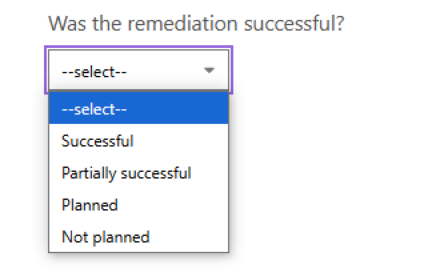 Was the remediation successful?
--select--
--select--
Successful
Partially successful
Planned
Not planned